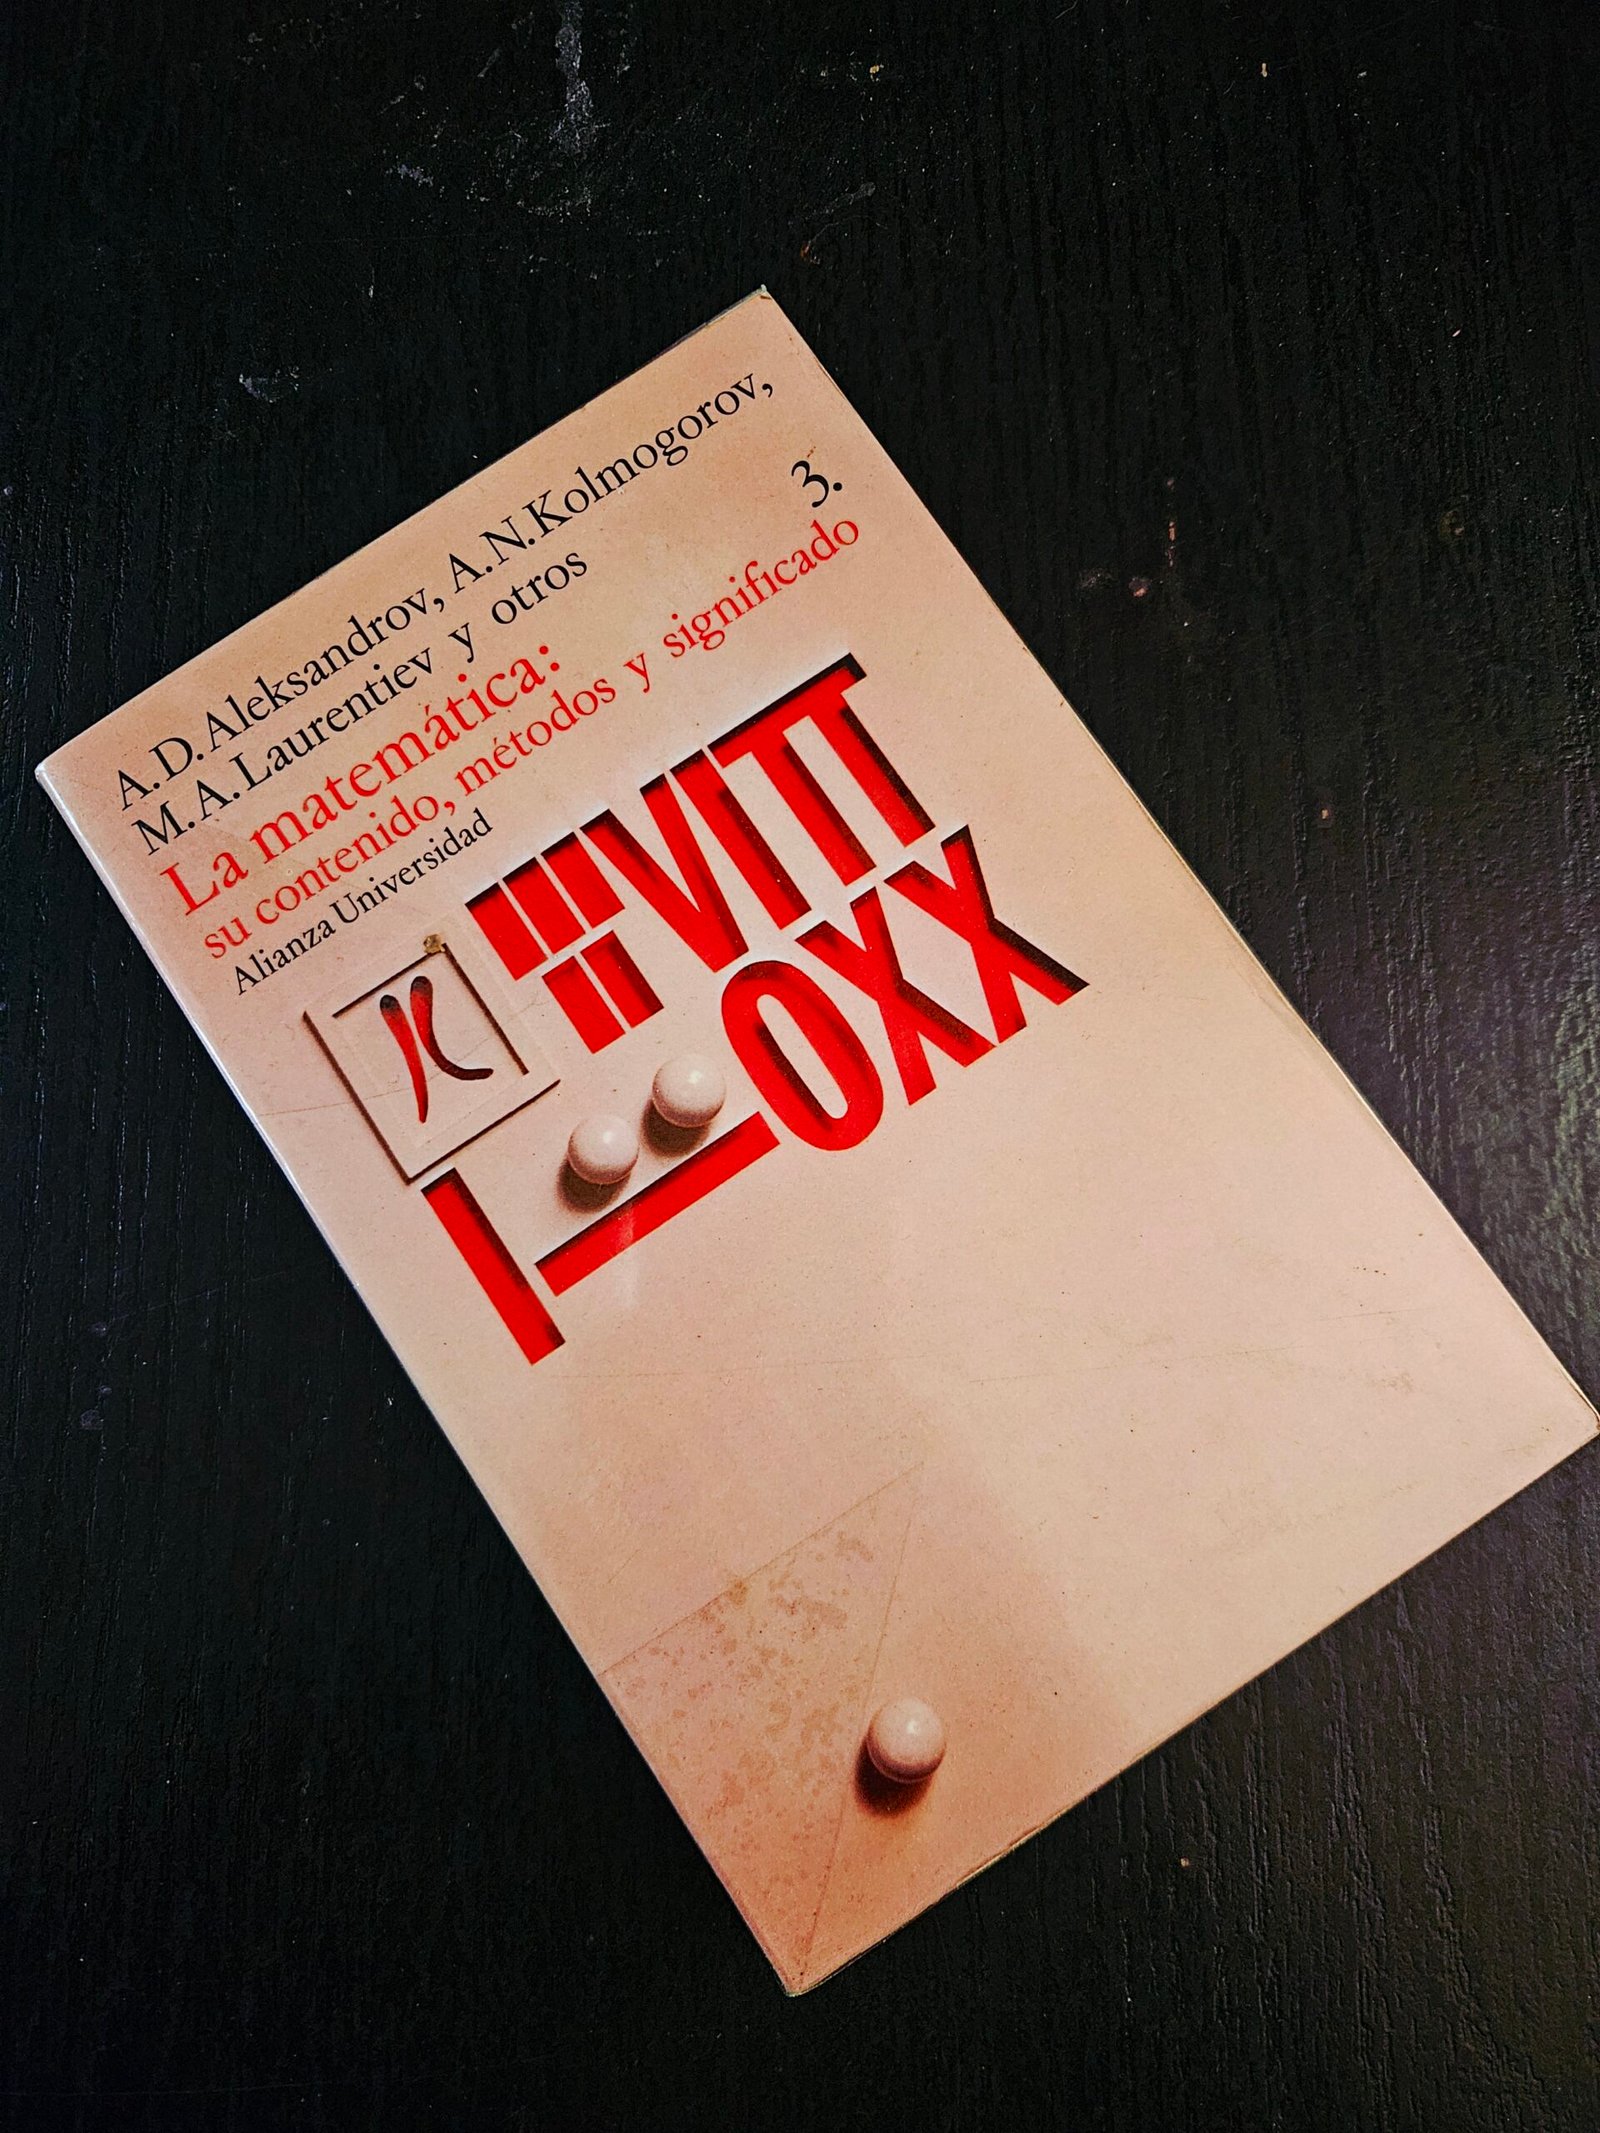 A. D. Aleksandrov, A. N. Kolmogorov,
M. A. Laurentiev y otros
3.
La matemática:
su contenido, métodos y significado
Alianza Universidad